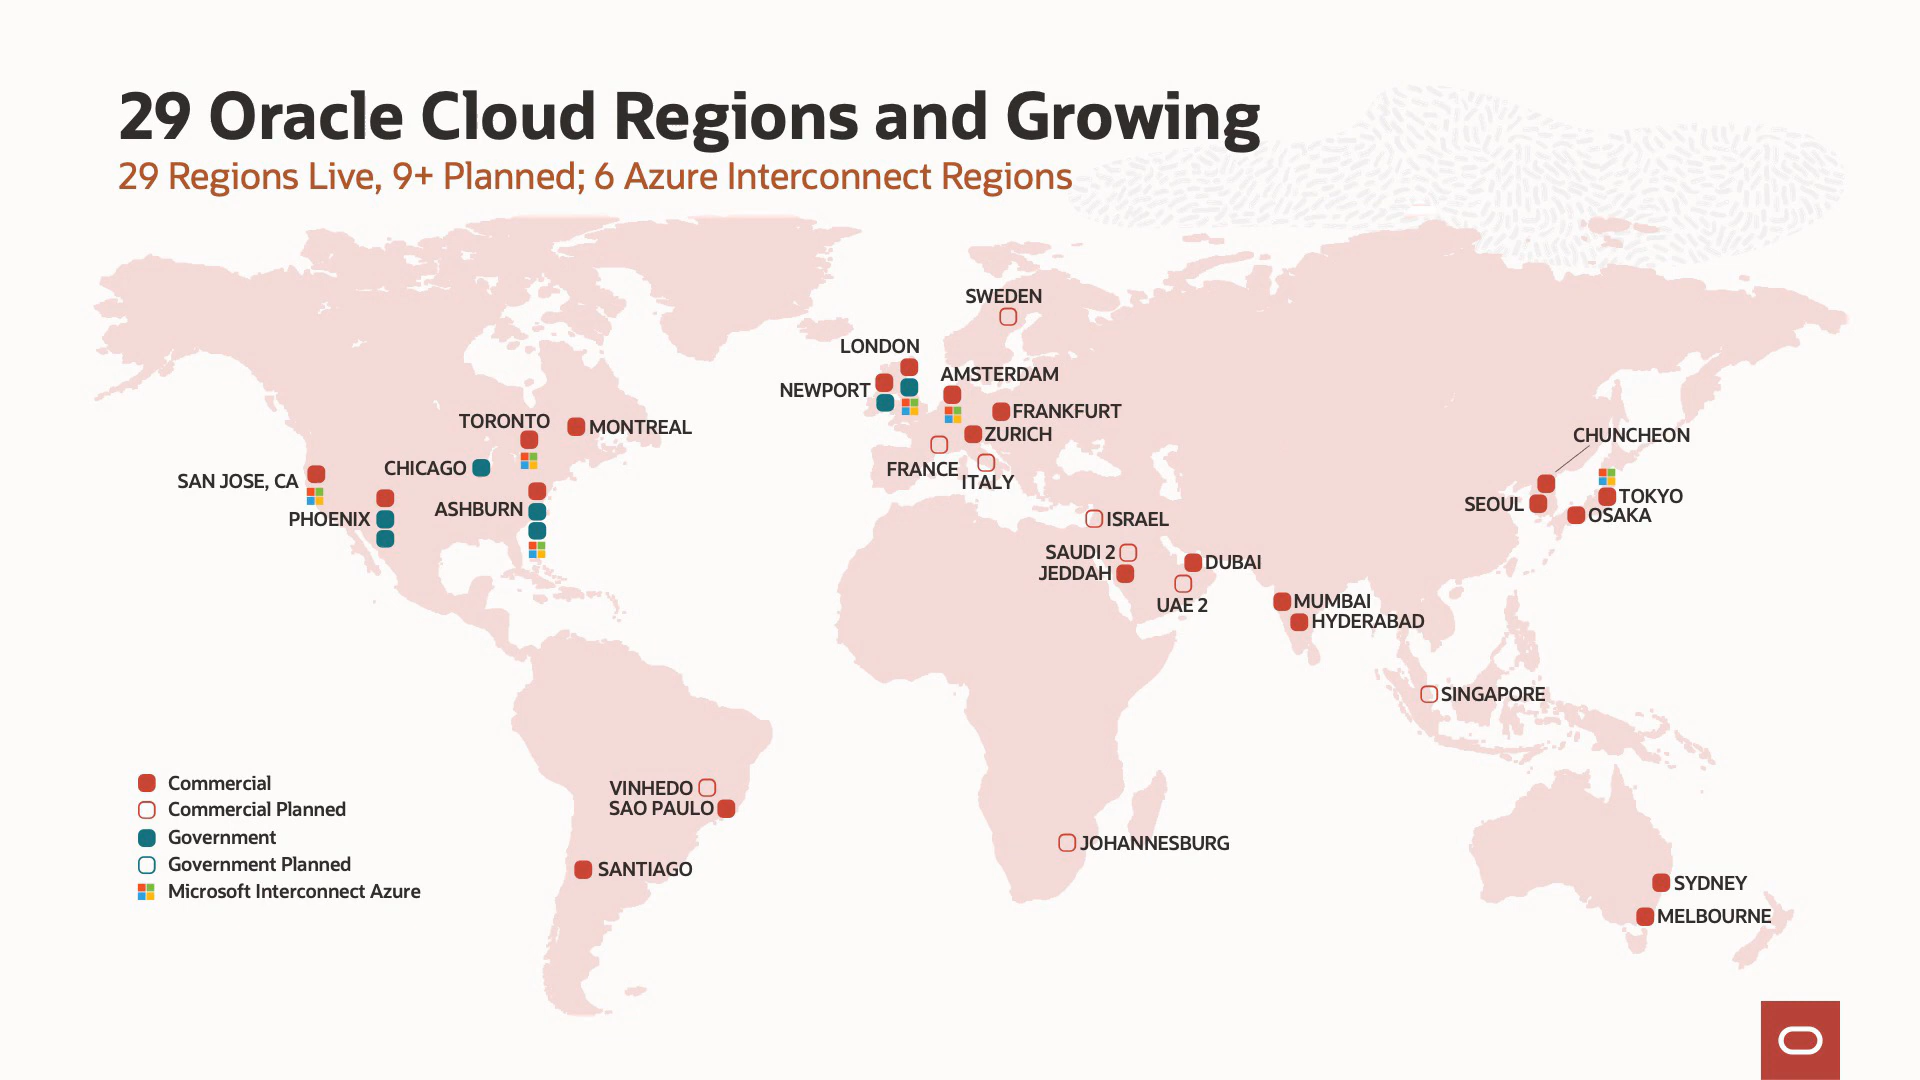 29 Oracle Cloud Regions and Growing
29 Regions Live, 9+ Planned; 6 Azure Interconnect Regions
SWEDEN
LONDON
AMSTERDAM
NEWPORT
FRANKFURT
TORONTO
MONTREAL
ZURICH
CHUNCHEON
CHICAGO
FRANCE
ITALY
SAN JOSE, CA
TOKYO
SEOUL
ASHBURN
OSAKA
PHOENIX
ISRAEL
SAUDI 2
DUBAI
JEDDAH
UAE 2
MUMBAI
HYDERABAD
SINGAPORE
VINHEDO
SAO PAULO
JOHANNESBURG
SANTIAGO
SYDNEY
MELBOURNE
Commercial
Commercial Planned
Government
Government Planned
Microsoft Interconnect Azure